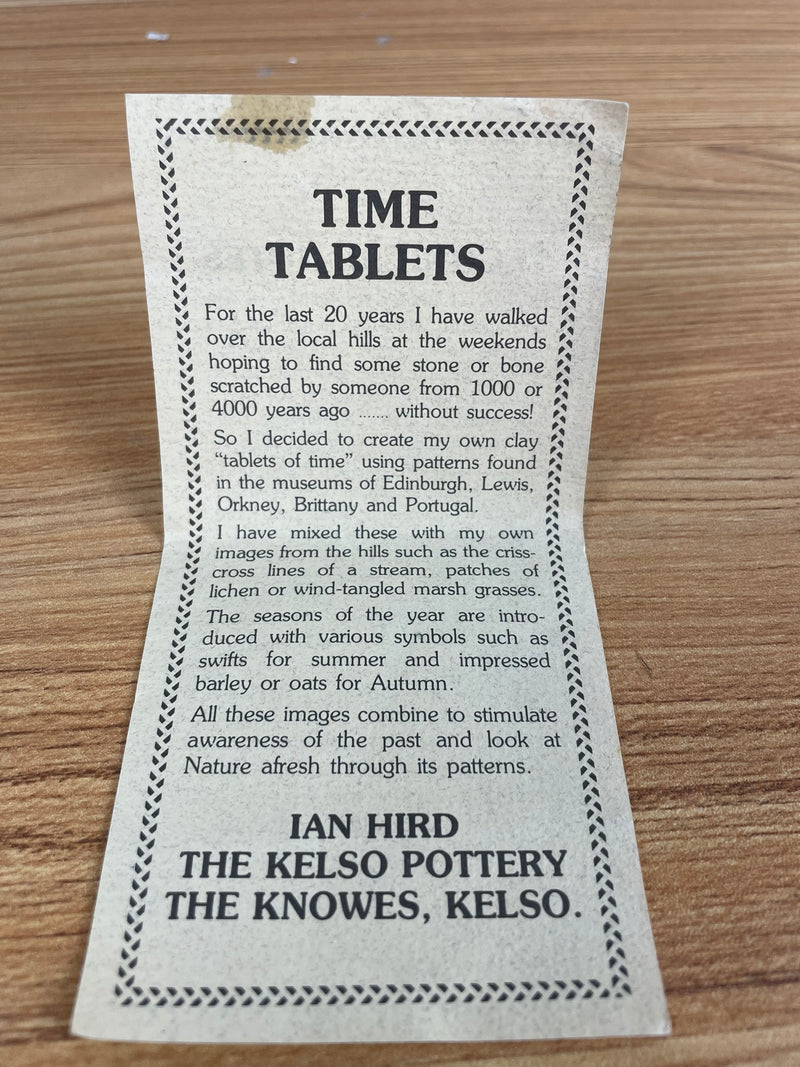 TIME
TABLETS
For the last 20 years I have walked
over the local hills at the weekends
hoping to find some stone or bone
scratched by someone from 1000 or
4000 years ago ....... without success!
So I decided to create my own clay
“tablets of time” using patterns found
in the museums of Edinburgh, Lewis,
Orkney, Brittany and Portugal.
I have mixed these with my own
images from the hills such as the criss-
cross lines of a stream, patches of
lichen or wind-tangled marsh grasses.
The seasons of the year are intro-
duced with various symbols such as
swifts for summer and impressed
barley or oats for Autumn.
All these images combine to stimulate
awareness of the past and look at
Nature afresh through its patterns.
IAN HIRD
THE KELSO POTTERY
THE KNOWES, KELSO.